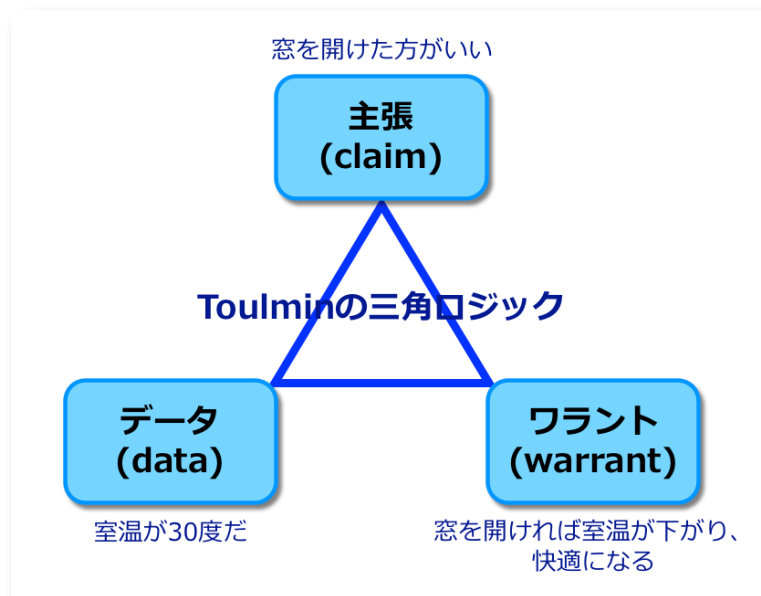 窓を開けた方がいい
主張
(claim)
Toulminの三角ロジック
データ
(data)
室温が30度だ
ワラント
(warrant)
窓を開ければ室温が下がり、
快適になる